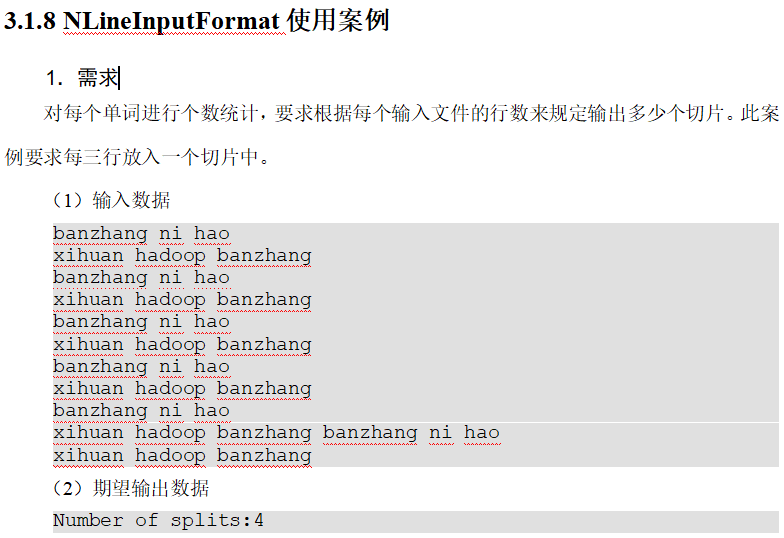 3.1.8 NLineInputFormat 使用案例
1．需求
对每个单词进行个数统计，要求根据每个输入文件的行数来规定输出多少个切片。此案
例要求每三行放入一个切片中。
（1）输入数据
banzhang ni hao
xihuan hadoop banzhang
banzhang ni hao
xihuan hadoop banzhang
banzhang ni hao
xihuan hadoop banzhang
banzhang ni hao
xihuan hadoop banzhang
banzhang ni hao
xihuan hadoop banzhang banzhang ni hao
xihuan hadoop banzhang
（2）期望输出数据
Number of splits:4